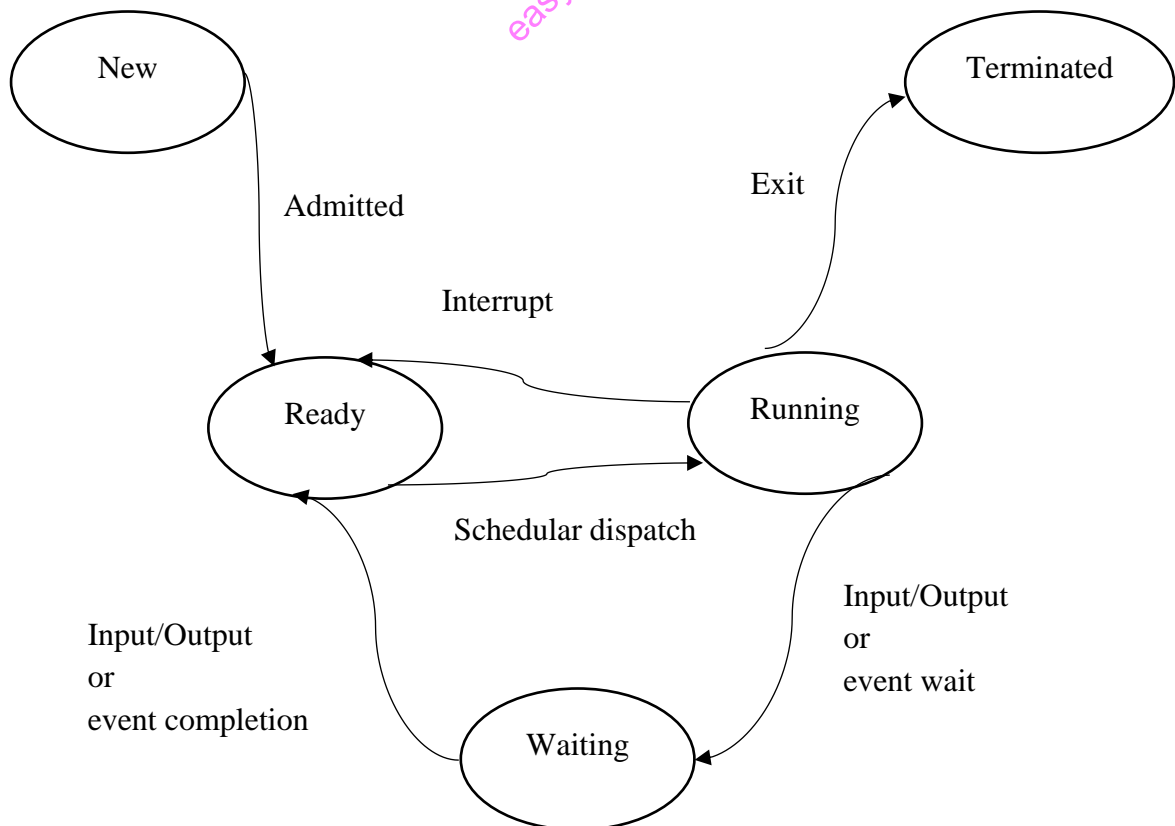 easy
New
Terminated
Admitted
Exit
Interrupt
Ready
Running
Schedular dispatch
Input/Output
or
event wait
Input/Output
or
event completion
Waiting